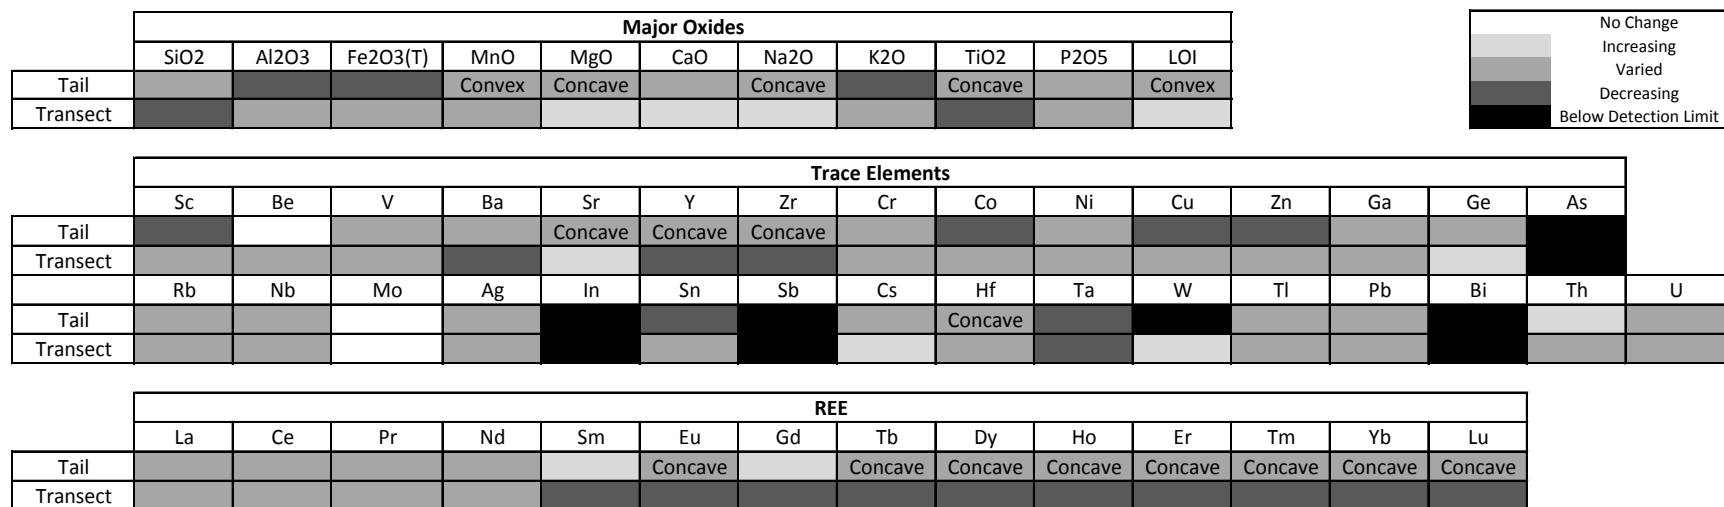 Major Oxides
SiO2 Al2O3 Fe2O3(T) MnO MgO CaO Na2O K2O TiO2 P2O5 LOI
Tail Convex Concave Concave Concave Convex
Transect
No Change
Increasing
Varied
Decreasing
Below Detection Limit
Trace Elements
Sc Be V Ba Sr Y Zr Cr Co Ni Cu Zn Ga Ge As
Tail Concave Concave Concave
Transect
Rb Nb Mo Ag In Sn Sb Cs Hf Ta W Tl Pb Bi Th U
Tail Concave
Transect
REE
La Ce Pr Nd Sm Eu Gd Tb Dy Ho Er Tm Yb Lu
Tail Concave Concave Concave Concave Concave Concave Concave Concave
Transect